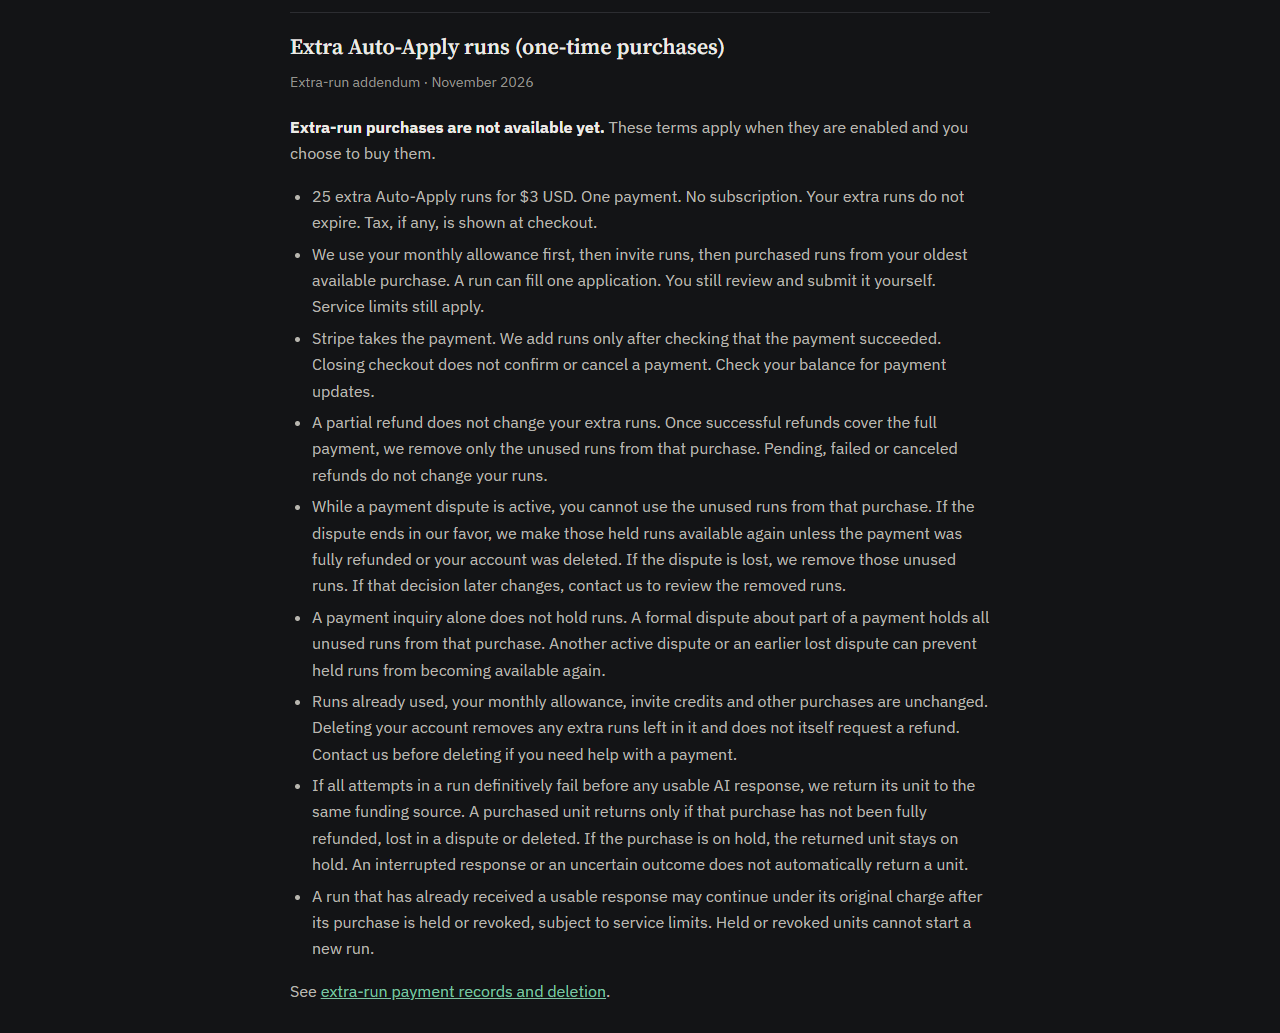 Extra Auto-Apply runs (one-time purchases)
Extra-run addendum · November 2026
Extra-run purchases are not available yet. These terms apply when they are enabled and you
choose to buy them.
• 25 extra Auto-Apply runs for $3 USD. One payment. No subscription. Your extra runs do not
expire. Tax, if any, is shown at checkout.
• We use your monthly allowance first, then invite runs, then purchased runs from your oldest
available purchase. A run can fill one application. You still review and submit it yourself.
Service limits still apply.
• Stripe takes the payment. We add runs only after checking that the payment succeeded.
Closing checkout does not confirm or cancel a payment. Check your balance for payment
updates.
• A partial refund does not change your extra runs. Once successful refunds cover the full
payment, we remove only the unused runs from that purchase. Pending, failed or canceled
refunds do not change your runs.
• While a payment dispute is active, you cannot use the unused runs from that purchase. If the
dispute ends in our favor, we make those held runs available again unless the payment was
fully refunded or your account was deleted. If the dispute is lost, we remove those unused
runs. If that decision later changes, contact us to review the removed runs.
• A payment inquiry alone does not hold runs. A formal dispute about part of a payment holds all
unused runs from that purchase. Another active dispute or an earlier lost dispute can prevent
held runs from becoming available again.
• Runs already used, your monthly allowance, invite credits and other purchases are unchanged.
Deleting your account removes any extra runs left in it and does not itself request a refund.
Contact us before deleting if you need help with a payment.
• If all attempts in a run definitively fail before any usable AI response, we return its unit to the
same funding source. A purchased unit returns only if that purchase has not been fully
refunded, lost in a dispute or deleted. If the purchase is on hold, the returned unit stays on
hold. An interrupted response or an uncertain outcome does not automatically return a unit.
• A run that has already received a usable response may continue under its original charge after
its purchase is held or revoked, subject to service limits. Held or revoked units cannot start a
new run.
See extra-run payment records and deletion.